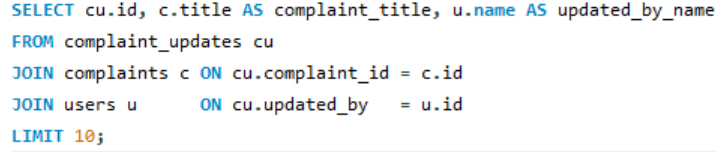 SELECT cu.id, c.title AS complaint_title, u.name AS updated_by_name
FROM complaint_updates cu
JOIN complaints c ON cu.complaint_id = c.id
JOIN users u      ON cu.updated_by   = u.id
LIMIT 10;